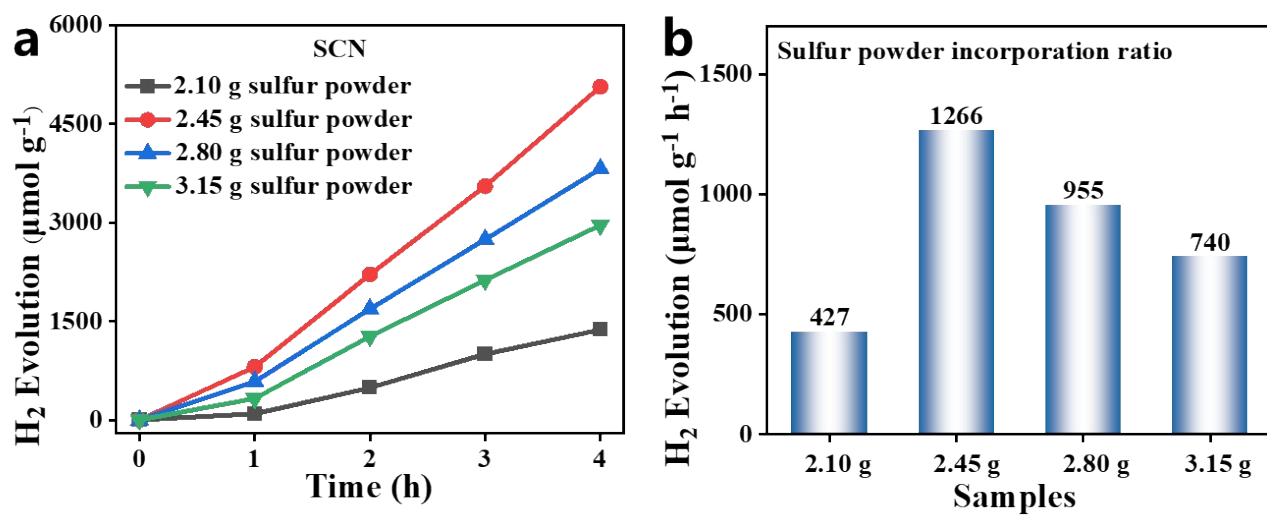 a
SCN
2.10 g sulfur powder
2.45 g sulfur powder
2.80 g sulfur powder
3.15 g sulfur powder
H₂ Evolution (μmol g⁻¹)
6000
4500
3000
1500
0
0 1 2 3 4
Time (h)
b
Sulfur powder incorporation ratio
H₂ Evolution (μmol g⁻¹ h⁻¹)
1500
1000
500
0
427
1266
955
740
2.10 g 2.45 g 2.80 g 3.15 g
Samples